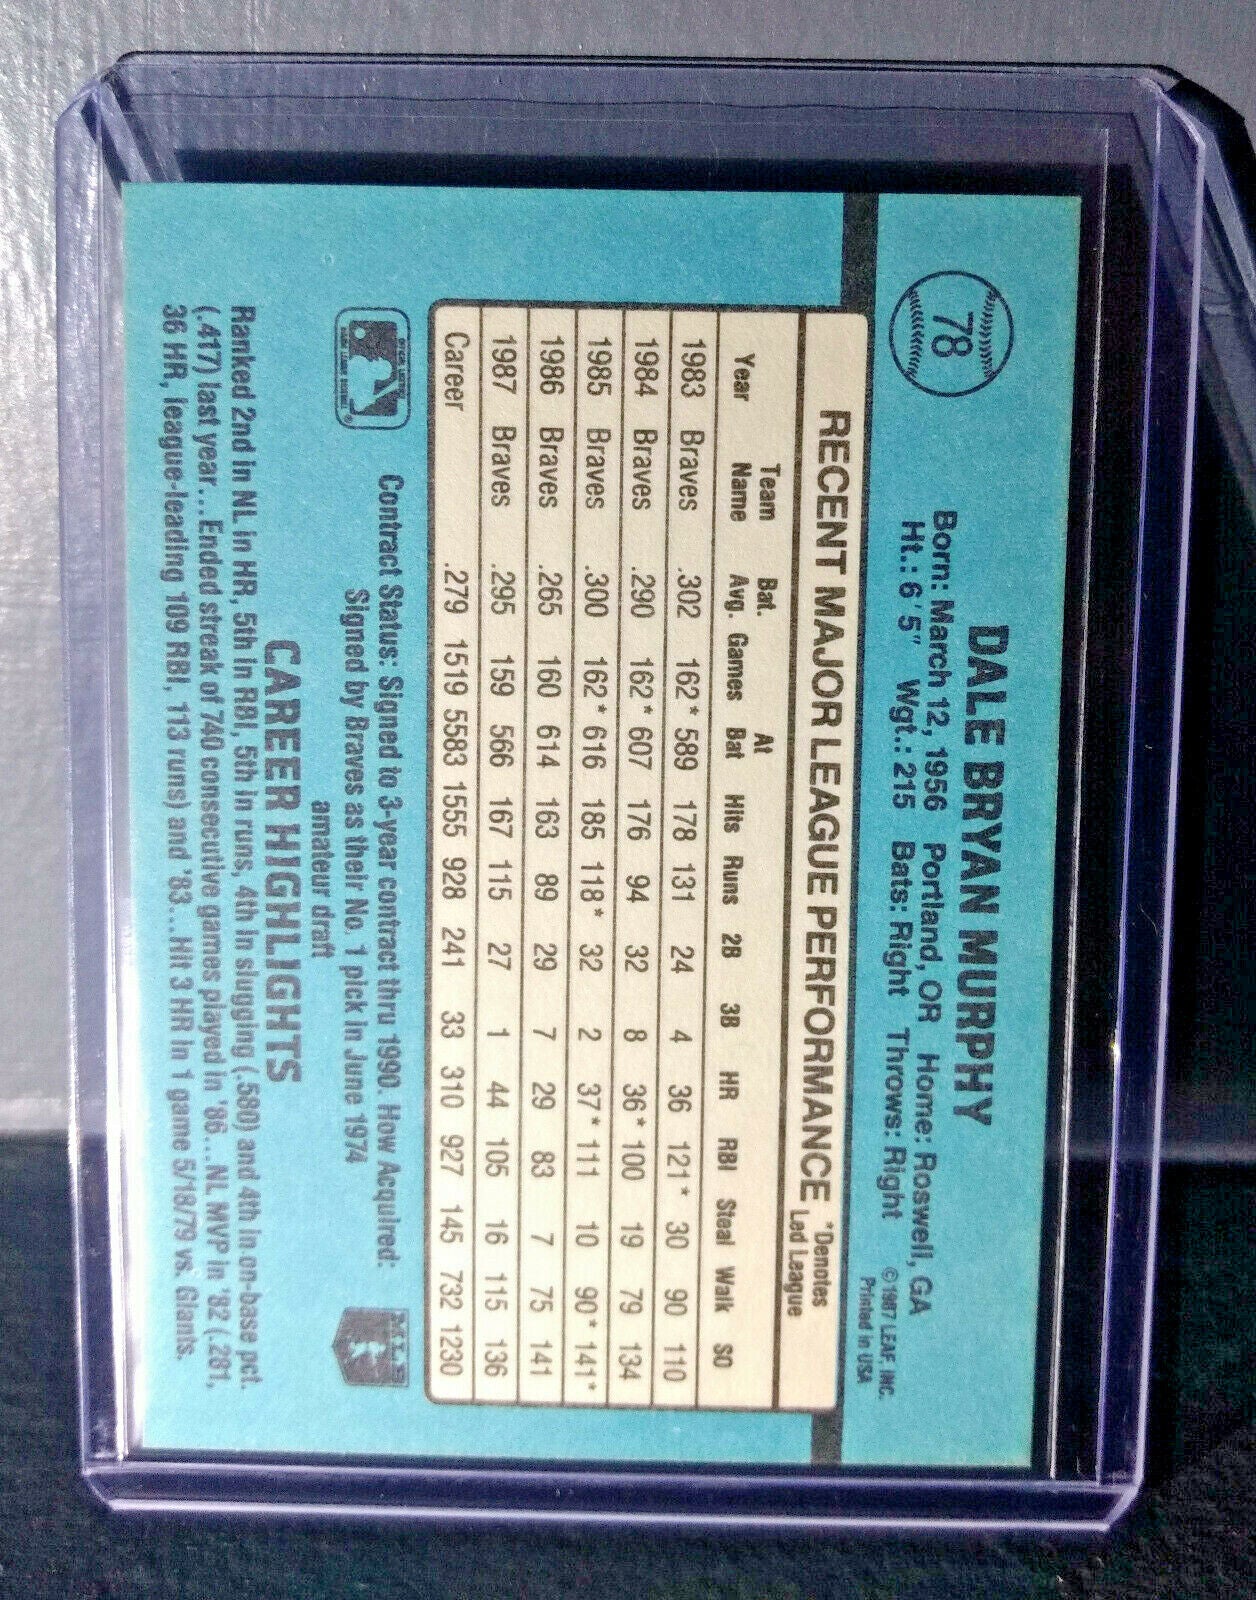 78
DALE BRYAN MURPHY
Born: March 12, 1956 Portland, OR Home: Roswell, GA
Ht.: 6'5" Wgt.: 215 Bats: Right Throws: Right
©1987 LEAF, INC.
Printed in USA
RECENT MAJOR LEAGUE PERFORMANCE *Denotes Led League
Year Team Name Bat. Avg. Games At Bat Hits Runs 2B 3B HR RBI Steal Walk SO
1983 Braves .302 162* 589 178 131 24 4 36 121* 30 90 110
1984 Braves .290 162* 607 176 94 32 8 36* 100 19 79 134
1985 Braves .300 162* 616 185 118* 32 2 37* 111 10 90* 141*
1986 Braves .265 160 614 163 89 29 7 29 83 7 75 141
1987 Braves .295 159 566 167 115 27 1 44 105 16 115 136
Career .279 1519 5583 1555 928 241 33 310 927 145 732 1230
Contract Status: Signed to 3-year contract thru 1990. How Acquired:
Signed by Braves as their No. 1 pick in June 1974
amateur draft
MLB
CAREER HIGHLIGHTS
Ranked 2nd in NL in HR, 5th in RBI, 5th in runs, 4th in slugging (.580) and 4th in on-base pct.
(.417) last year...Ended streak of 740 consecutive games played in '86...NL MVP in '82 (.281,
36 HR, league-leading 109 RBI, 113 runs) and '83...Hit 3 HR in 1 game 5/18/79 vs. Giants.